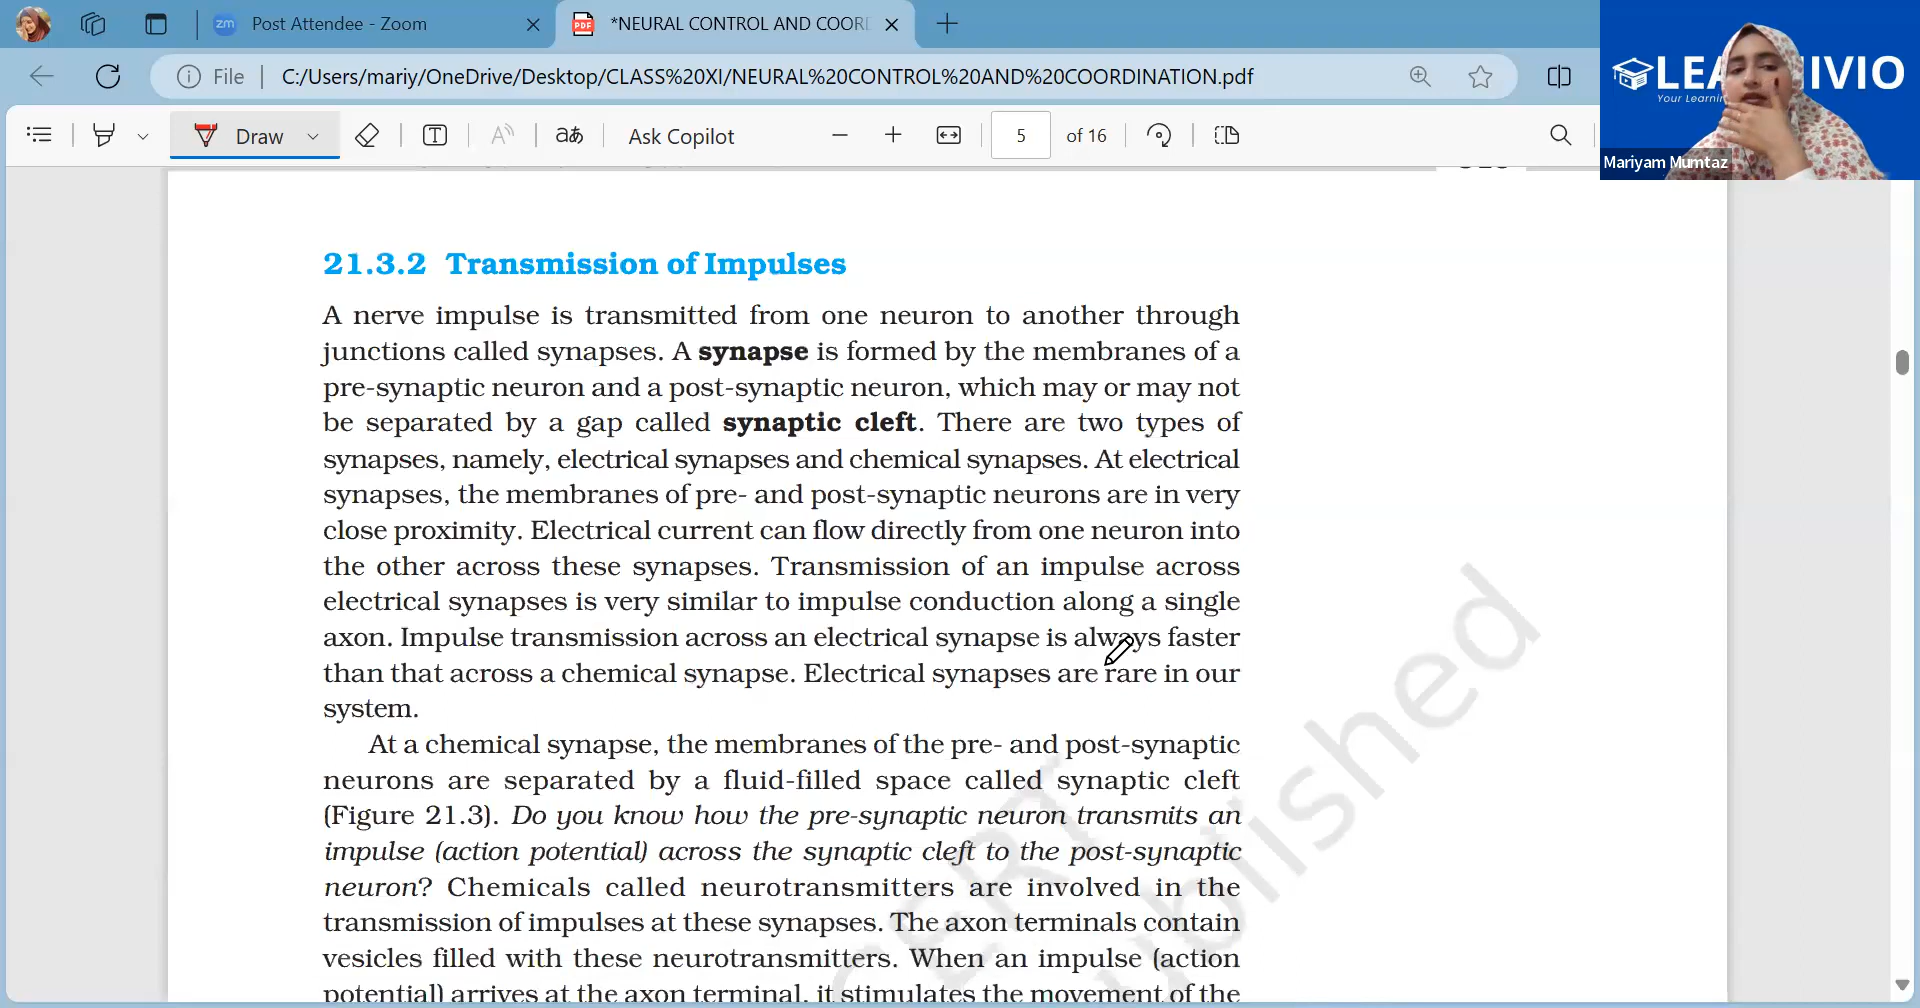 Post Attendee - Zoom
*NEURAL CONTROL AND COORD
File
C:/Users/mariy/OneDrive/Desktop/CLASS%20XI/NEURAL%20CONTROL%20AND%20COORDINATION.pdf
Draw
Ask Copilot
5
of 16
Your Learnin
Mariyam Mumtaz
21.3.2 Transmission of Impulses
A nerve impulse is transmitted from one neuron to another through
junctions called synapses. A synapse is formed by the membranes of a
pre-synaptic neuron and a post-synaptic neuron, which may or may not
be separated by a gap called synaptic cleft. There are two types of
synapses, namely, electrical synapses and chemical synapses. At electrical
synapses, the membranes of pre- and post-synaptic neurons are in very
close proximity. Electrical current can flow directly from one neuron into
the other across these synapses. Transmission of an impulse across
electrical synapses is very similar to impulse conduction along a single
axon. Impulse transmission across an electrical synapse is always faster
than that across a chemical synapse. Electrical synapses are rare in our
system.
At a chemical synapse, the membranes of the pre- and post-synaptic
neurons are separated by a fluid-filled space called synaptic cleft
(Figure 21.3). Do you know how the pre-synaptic neuron transmits an
impulse (action potential) across the synaptic cleft to the post-synaptic
neuron? Chemicals called neurotransmitters are involved in the
transmission of impulses at these synapses. The axon terminals contain
vesicles filled with these neurotransmitters. When an impulse (action
potential) arrives at the axon terminal, it stimulates the movement of the